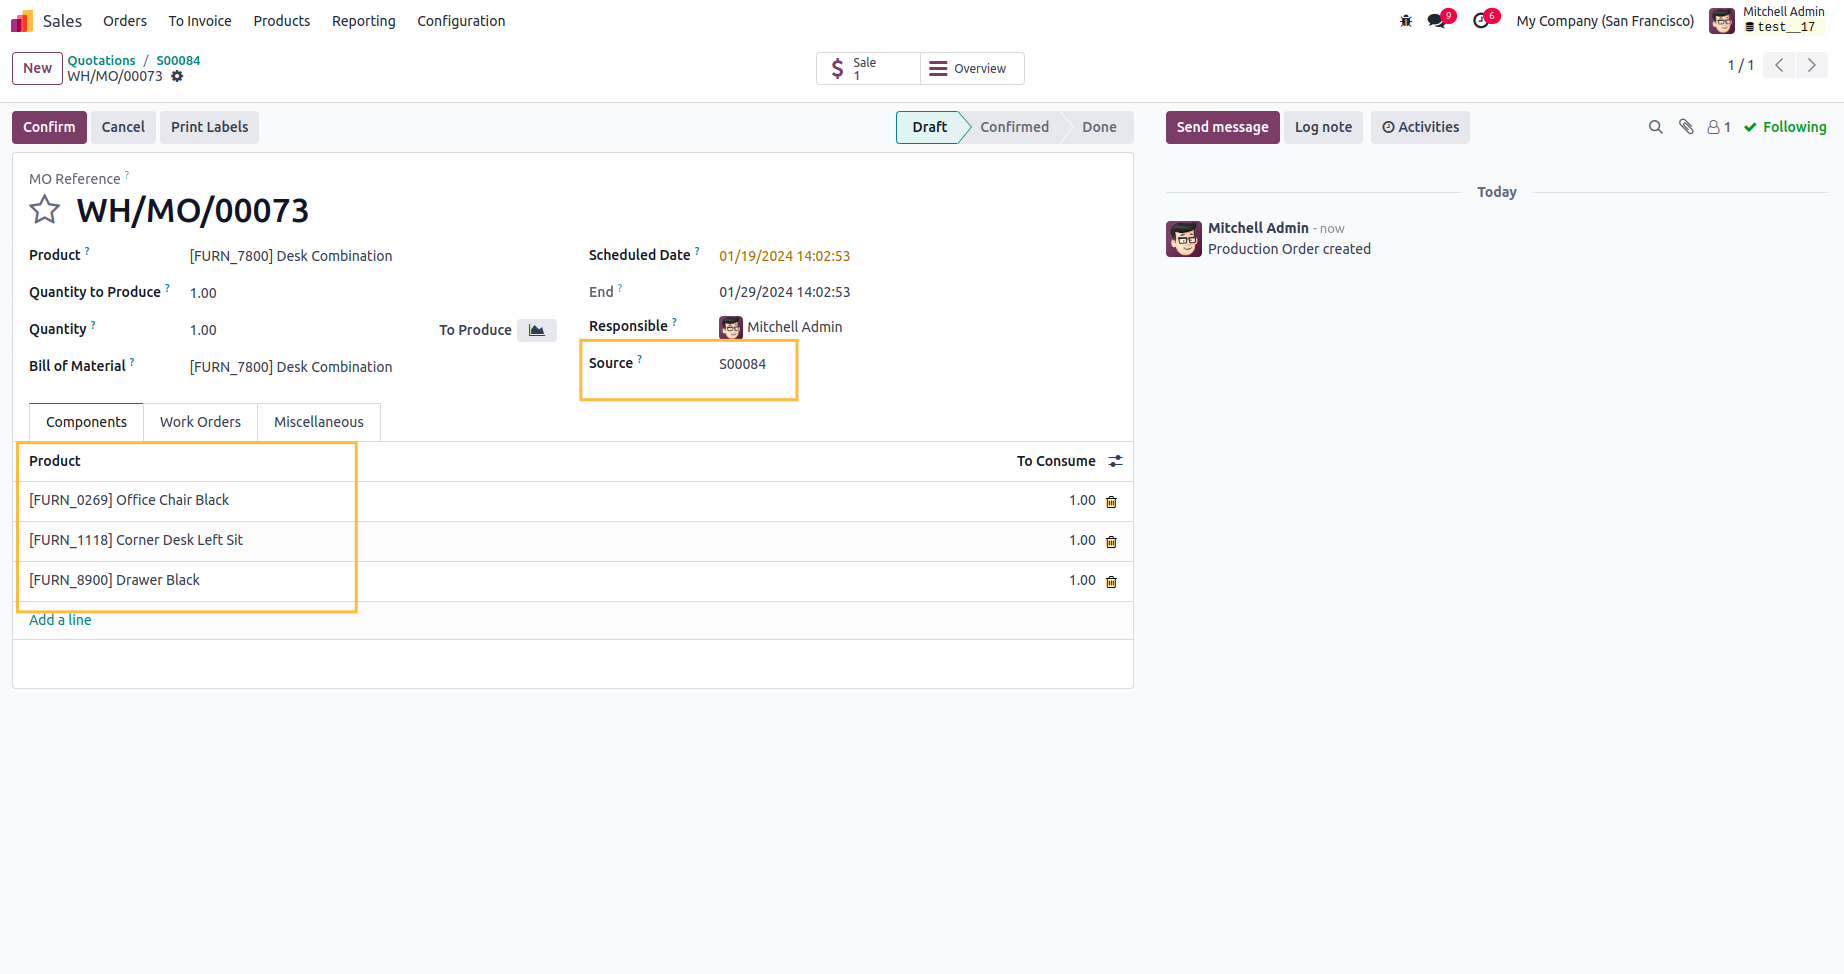 Sales Orders To Invoice Products Reporting Configuration 9 6 My Company (San Francisco) Mitchell Admin
test__17
New Quotations / S00084
WH/MO/00073
Sale
1
Overview
1 / 1
Confirm Cancel Print Labels Draft Confirmed Done Send message Log note Activities 1 Following
MO Reference ?
WH/MO/00073
Product ? [FURN_7800] Desk Combination
Quantity to Produce ? 1.00
Quantity ? 1.00 To Produce
Bill of Material ? [FURN_7800] Desk Combination
Scheduled Date ? 01/19/2024 14:02:53
End ? 01/29/2024 14:02:53
Responsible ? Mitchell Admin
Source ? S00084
Components Work Orders Miscellaneous
Product To Consume
[FURN_0269] Office Chair Black 1.00
[FURN_1118] Corner Desk Left Sit 1.00
[FURN_8900] Drawer Black 1.00
Add a line
Today
Mitchell Admin - now
Production Order created